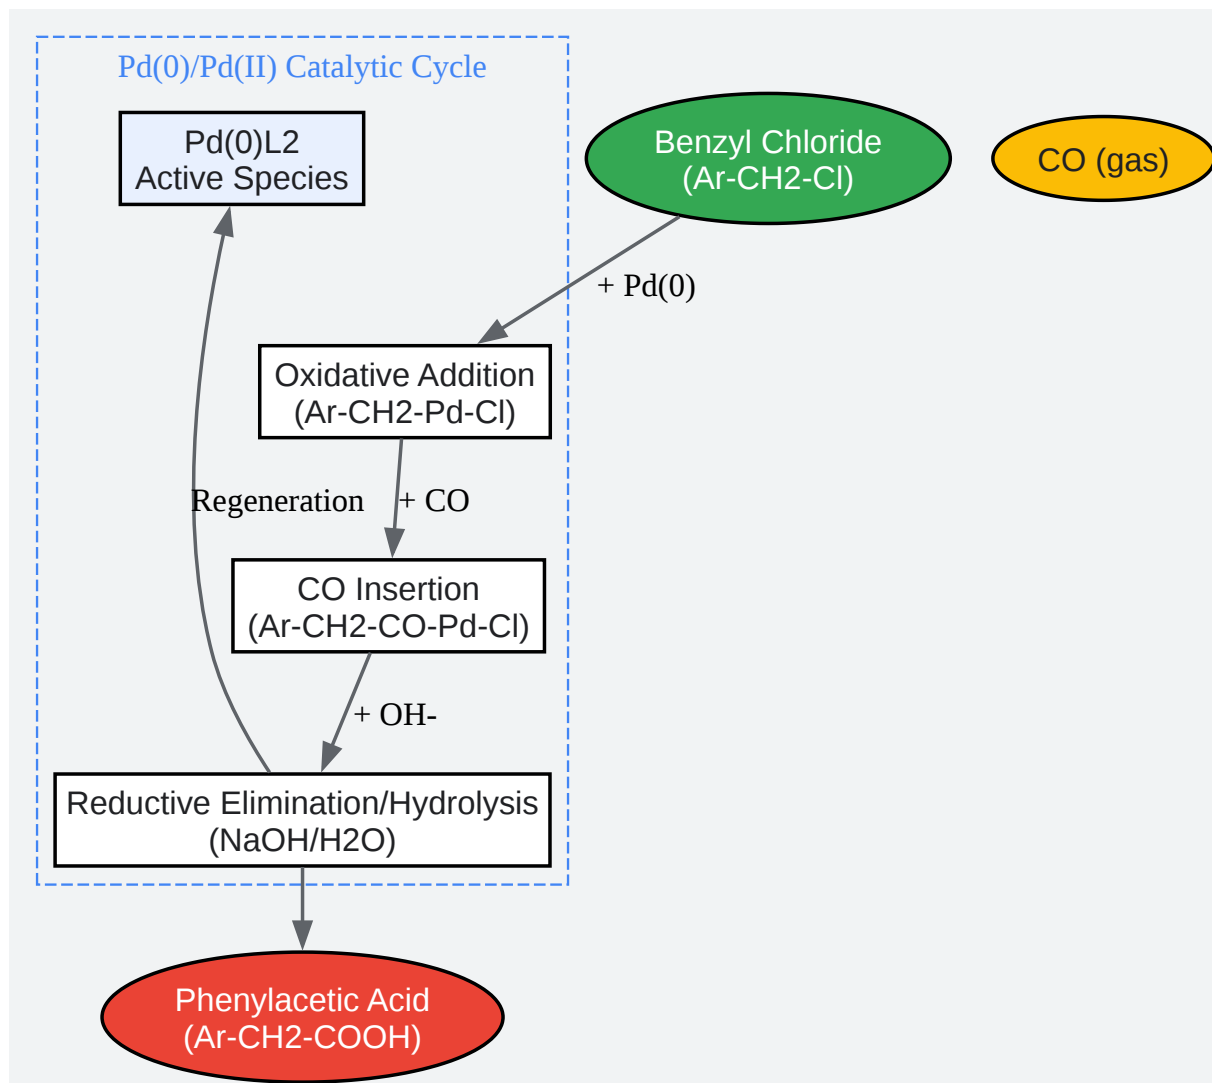 Pd(0)/Pd(II) Catalytic Cycle
Pd(0)L2
Active Species
Benzyl Chloride
(Ar-CH2-Cl)
CO (gas)
+ Pd(0)
Oxidative Addition
(Ar-CH2-Pd-Cl)
Regeneration
+ CO
CO Insertion
(Ar-CH2-CO-Pd-Cl)
+ OH-
Reductive Elimination/Hydrolysis
(NaOH/H2O)
Phenylacetic Acid
(Ar-CH2-COOH)